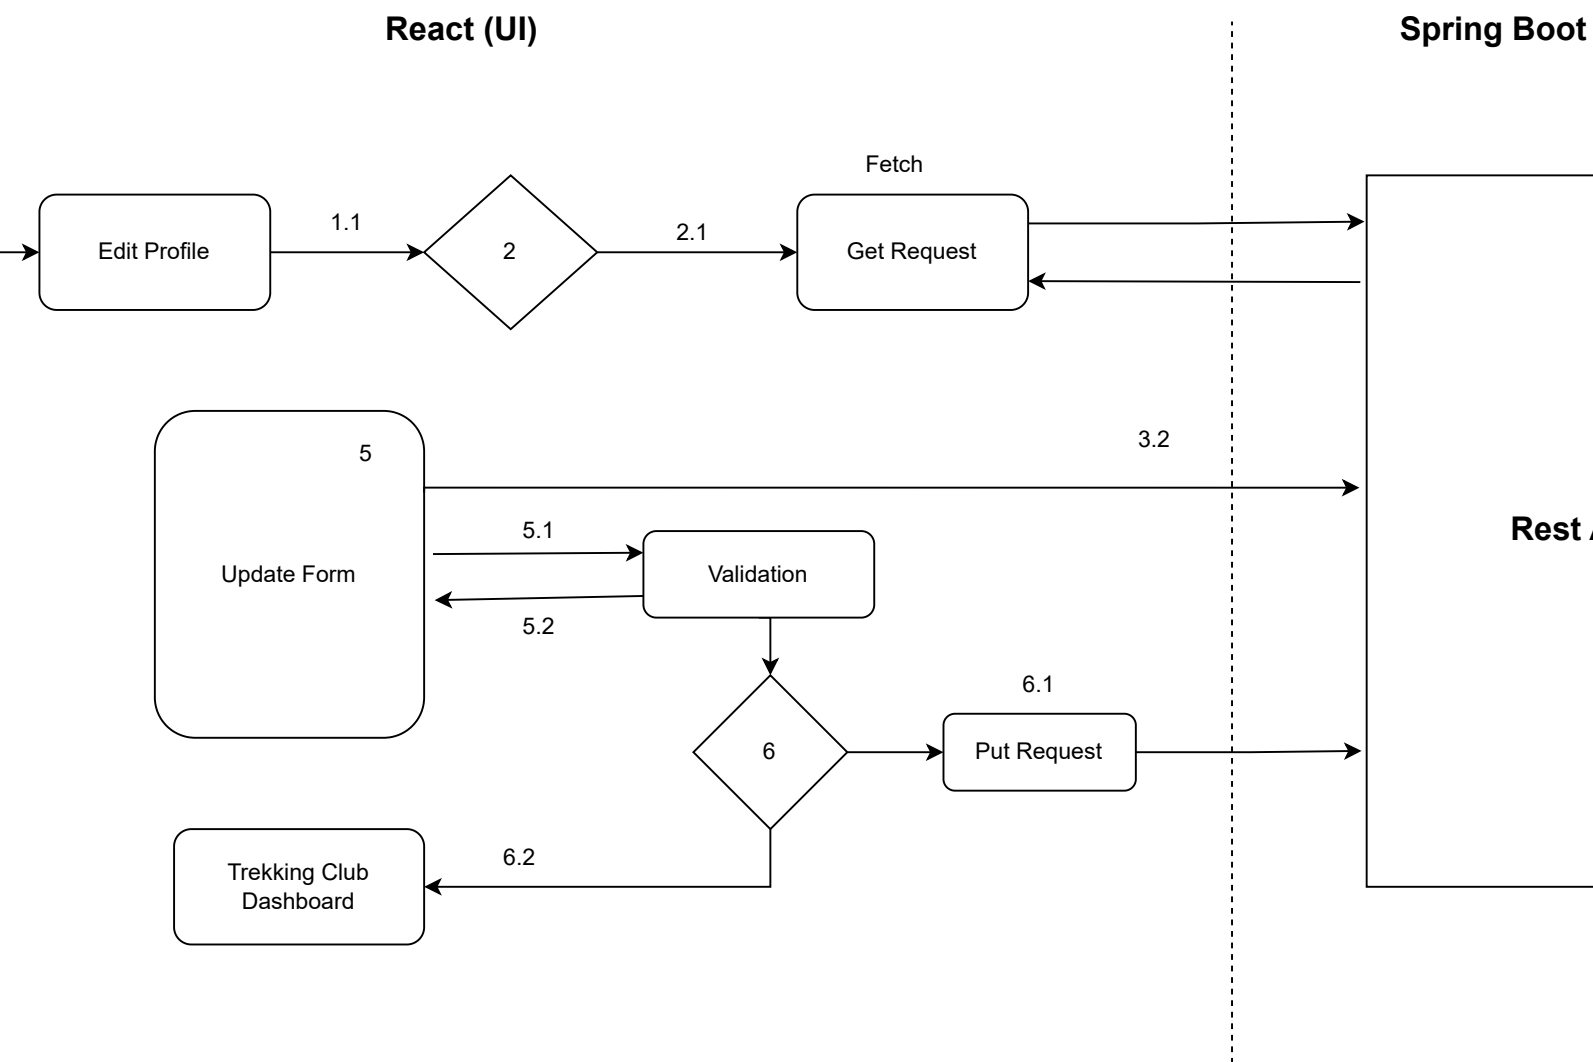 React (UI)
Spring Boot
Fetch
Edit Profile
1.1
2
2.1
Get Request
5
3.2
Rest
5.1
Update Form
Validation
5.2
6.1
6
Put Request
6.2
Trekking Club
Dashboard